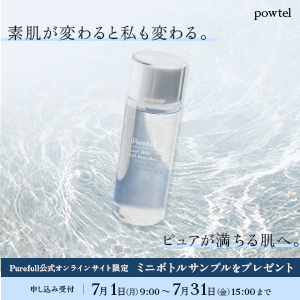 powtel
素肌が変わると私も変わる。
Purefull
ピュアが満ちる肌へ。
Purefull公式オンラインサイト限定 ミニボトルサンプルをプレゼント
申し込み受付 7月1日(月)9:00～7月31日(金)15:00まで